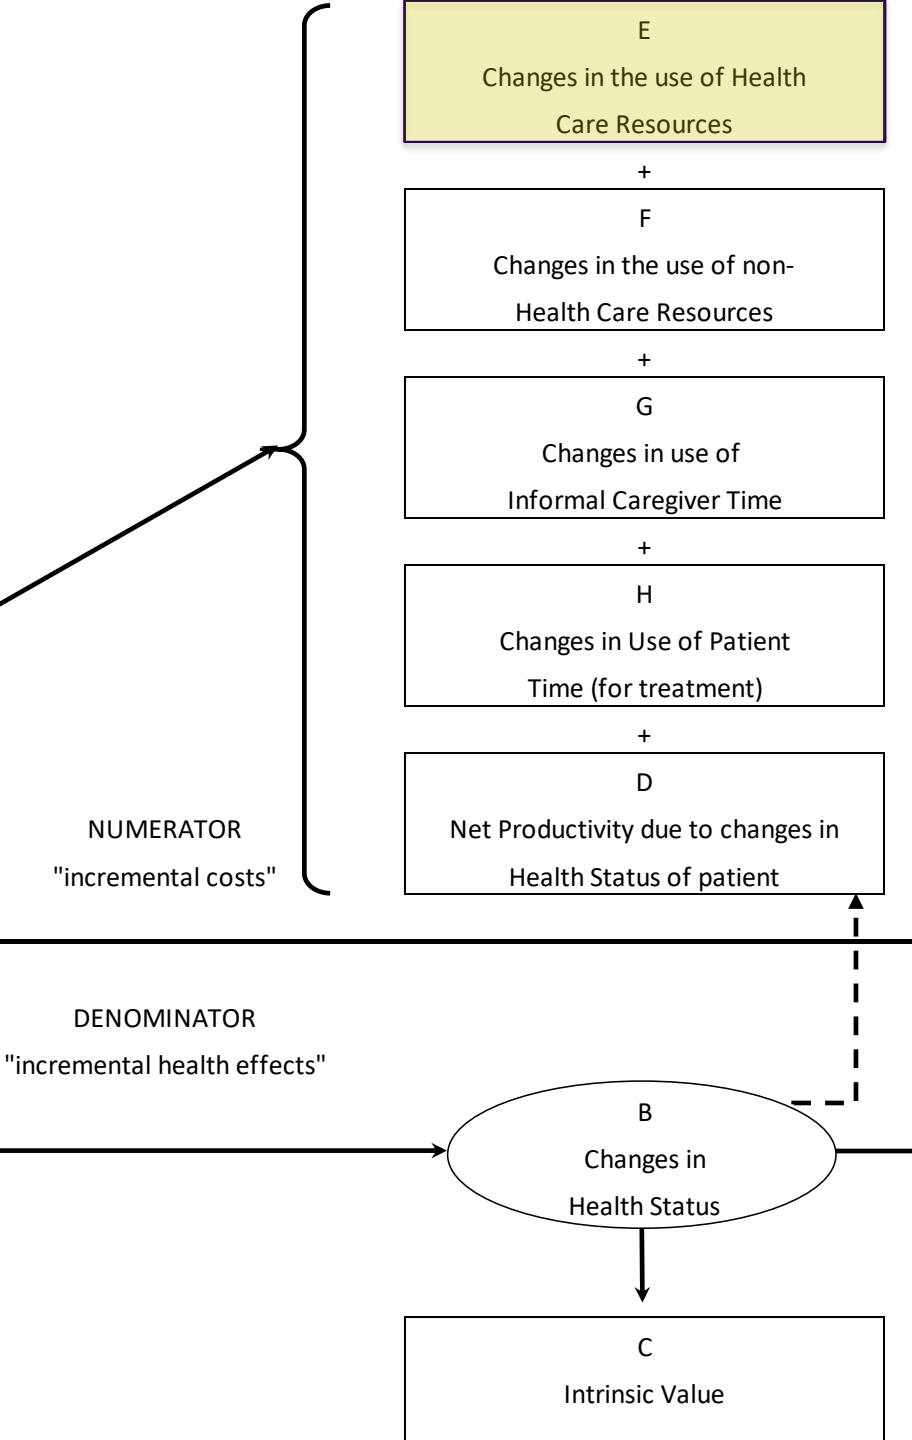 E
Changes in the use of Health
Care Resources
+
F
Changes in the use of non-
Health Care Resources
+
G
Changes in use of
Informal Caregiver Time
+
H
Changes in Use of Patient
Time (for treatment)
+
D
Net Productivity due to changes in
Health Status of patient
NUMERATOR
"incremental costs"
DENOMINATOR
"incremental health effects"
B
Changes in
Health Status
C
Intrinsic Value